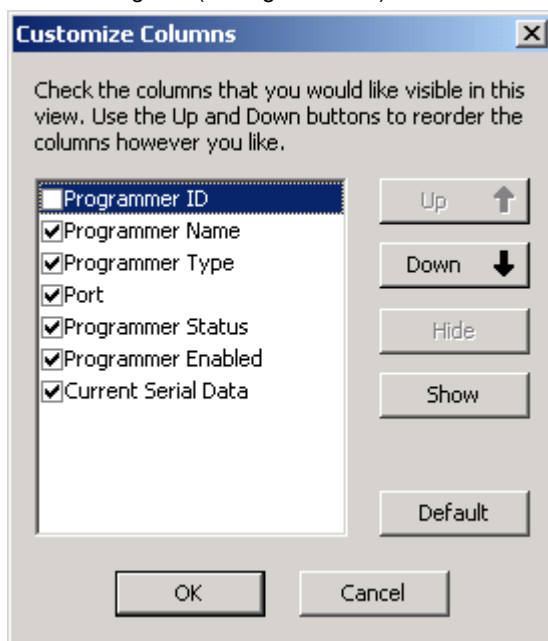 Customize Columns
Check the columns that you would like visible in this
view. Use the Up and Down buttons to reorder the
columns however you like.
Programmer ID
Programmer Name
Programmer Type
Port
Programmer Status
Programmer Enabled
Current Serial Data
Up
Down
Hide
Show
Default
OK
Cancel